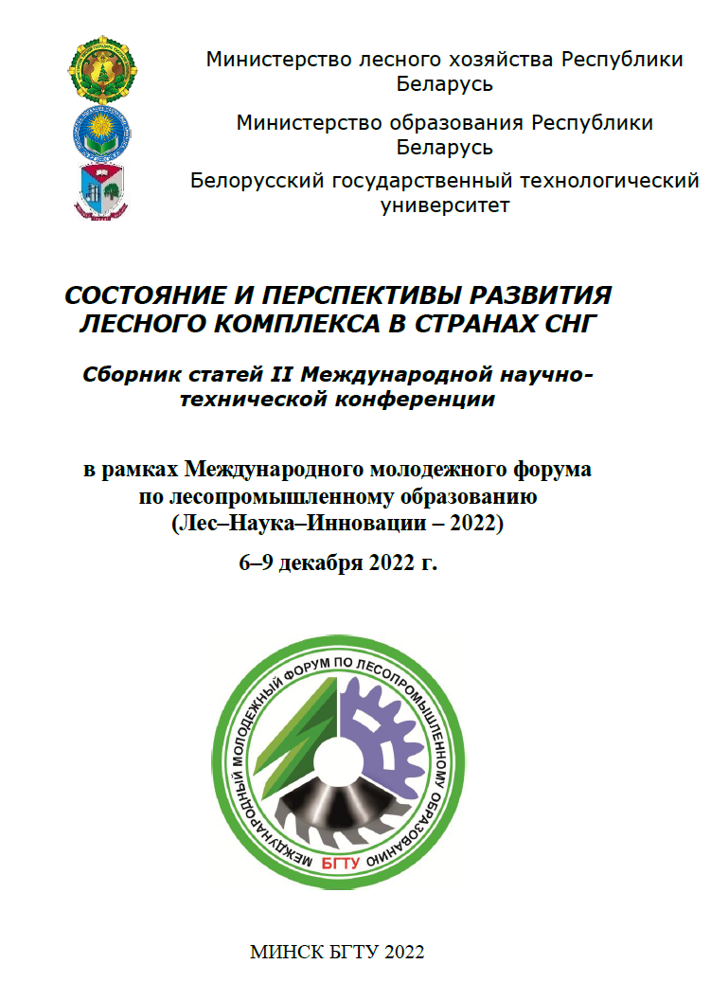 Министерство лесного хозяйства Республики
Беларусь
Министерство образования Республики
Беларусь
Белорусский государственный технологический
университет
СОСТОЯНИЕ И ПЕРСПЕКТИВЫ РАЗВИТИЯ
ЛЕСНОГО КОМПЛЕКСА В СТРАНАХ СНГ
Сборник статей II Международной научно-
технической конференции
в рамках Международного молодежного форума
по лесопромышленному образованию
(Лес–Наука–Инновации – 2022)
6–9 декабря 2022 г.
МЕЖДУНАРОДНЫЙ МОЛОДЕЖНЫЙ ФОРУМ ПО ЛЕСОПРОМЫШЛЕННОМУ ОБРАЗОВАНИЮ
БГТУ
МИНСК БГТУ 2022